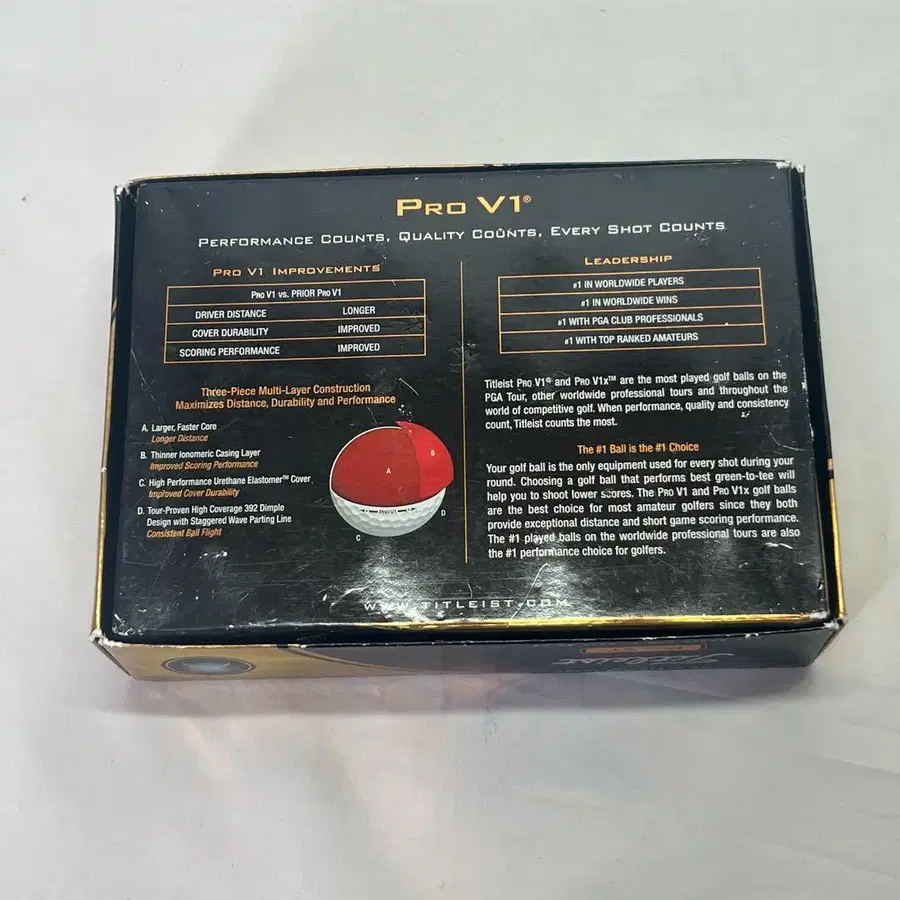 PRO V1®
PERFORMANCE COUNTS, QUALITY COUNTS, EVERY SHOT COUNTS
PRO V1 IMPROVEMENTS
PRO V1 VS. PRIOR PRO V1
DRIVER DISTANCE LONGER
COVER DURABILITY IMPROVED
SCORING PERFORMANCE IMPROVED
Three-Piece Multi-Layer Construction
Maximizes Distance, Durability and Performance
A. Larger, Faster Core
Longer Distance
B. Thinner Ionomeric Casing Layer
Improved Scoring Performance
C. High Performance Urethane Elastomer™ Cover
Improved Cover Durability
D. Tour-Proven High Coverage 392 Dimple
Design with Staggered Wave Parting Line
Consistent Ball Flight
A
B
PRO V1
D
C
LEADERSHIP
#1 IN WORLDWIDE PLAYERS
#1 IN WORLDWIDE WINS
#1 WITH PGA CLUB PROFESSIONALS
#1 WITH TOP RANKED AMATEURS
Titleist PRO V1® and PRO V1x™ are the most played golf balls on the
PGA Tour, other worldwide professional tours and throughout the
world of competitive golf. When performance, quality and consistency
count, Titleist counts the most.
The #1 Ball is the #1 Choice
Your golf ball is the only equipment used for every shot during your
round. Choosing a golf ball that performs best green-to-tee will
help you to shoot lower scores. The PRO V1 and PRO V1x golf balls
are the best choice for most amateur golfers since they both
provide exceptional distance and short game scoring performance.
The #1 played balls on the worldwide professional tours are also
the #1 performance choice for golfers.
WWW.TITLEIST.COM
Titleist